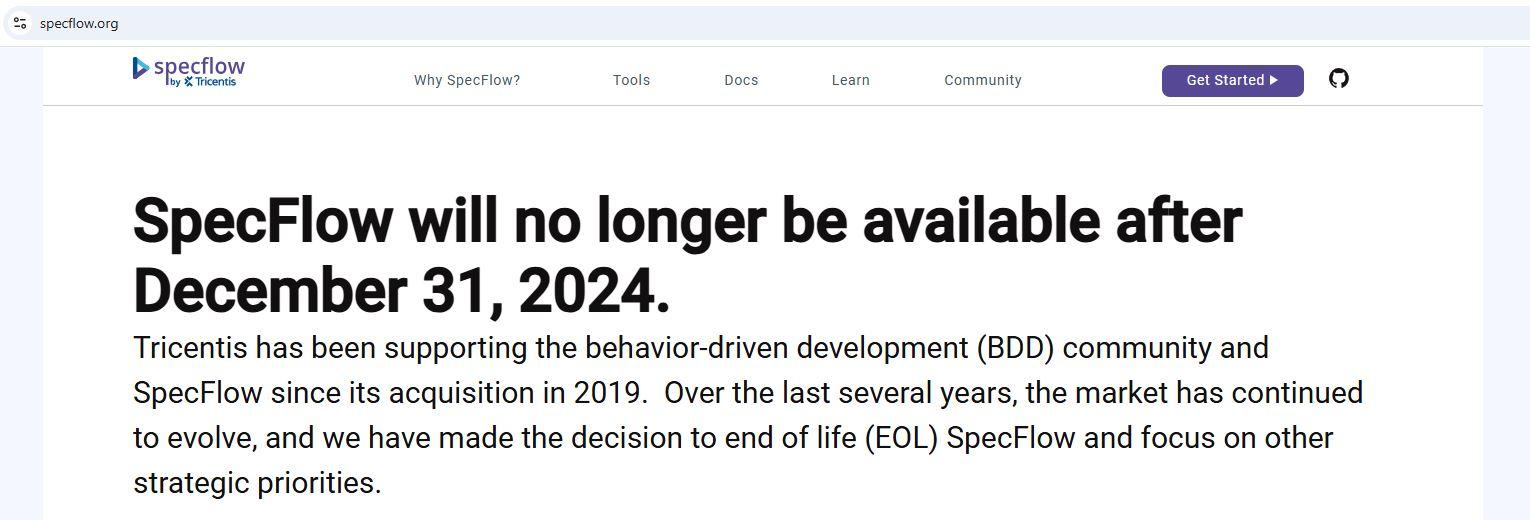 specflow.org
specflow
by Tricentis
Why SpecFlow?
Tools
Docs
Learn
Community
Get Started
SpecFlow will no longer be available after
December 31, 2024.
Tricentis has been supporting the behavior-driven development (BDD) community and
SpecFlow since its acquisition in 2019.  Over the last several years, the market has continued
to evolve, and we have made the decision to end of life (EOL) SpecFlow and focus on other
strategic priorities.